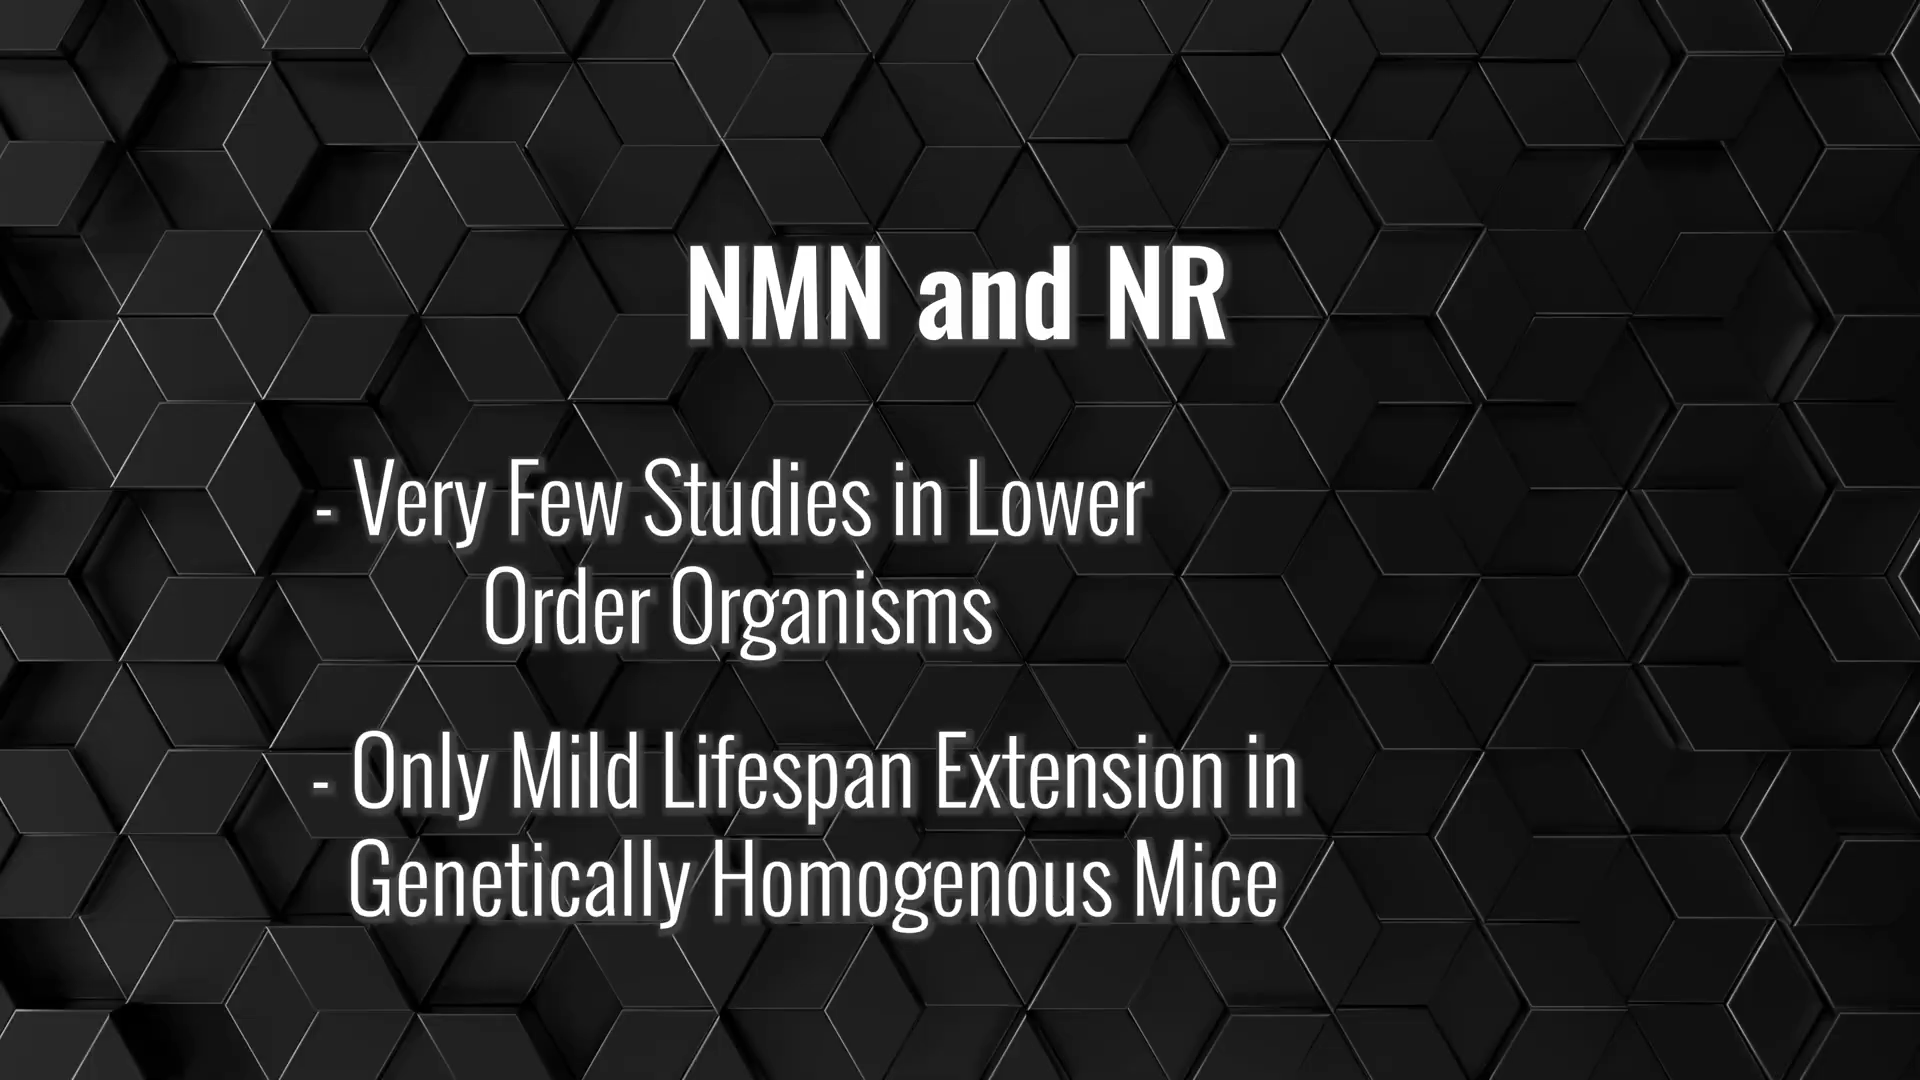 NMN and NR
- Very Few Studies in Lower
Order Organisms
- Only Mild Lifespan Extension in
Genetically Homogenous Mice